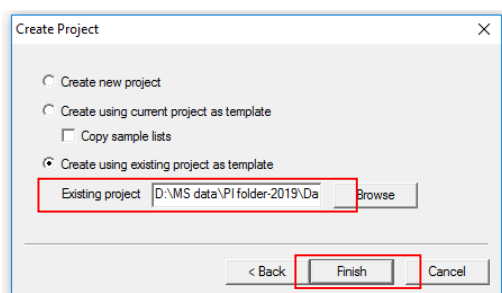 Create Project
Create new project
Create using current project as template
Copy sample lists
Create using existing project as template
Existing project D:\MS data\PI folder-2019\Da Browse
< Back Finish Cancel